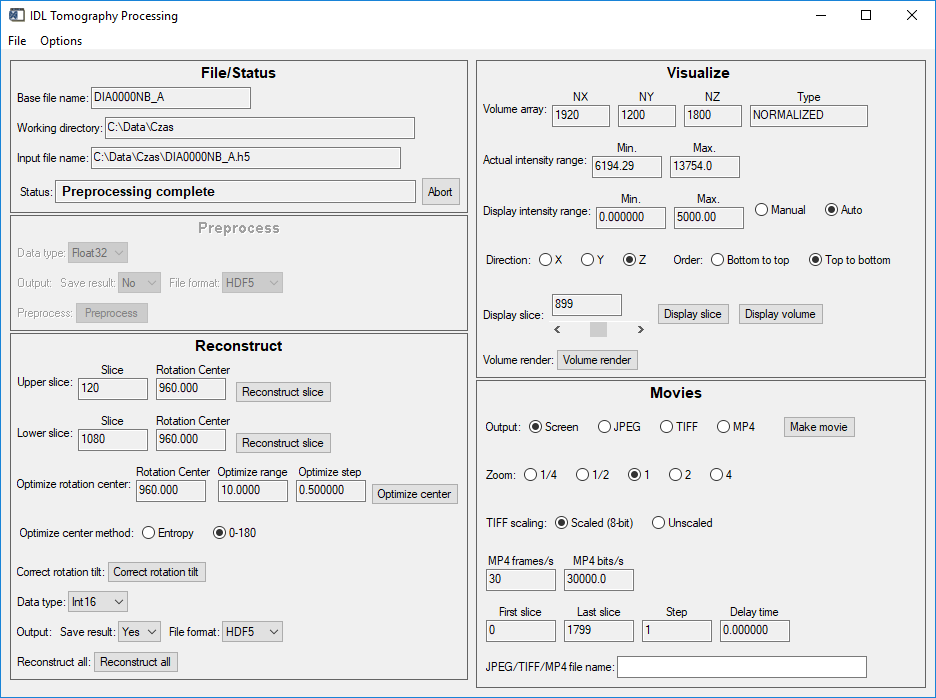 IDL Tomography Processing
File Options
File/Status
Base file name: DIA0000NB_A
Working directory: C:\Data\Czas
Input file name: C:\Data\Czas\DIA0000NB_A.h5
Status: Preprocessing complete Abort
Preprocess
Data type: Float32
Output: Save result: No File format: HDF5
Preprocess: Preprocess
Reconstruct
Slice Rotation Center
Upper slice: 120 960.000 Reconstruct slice
Slice Rotation Center
Lower slice: 1080 960.000 Reconstruct slice
Rotation Center Optimize range Optimize step
Optimize rotation center: 960.000 10.0000 0.500000 Optimize center
Optimize center method: Entropy 0-180
Correct rotation tilt: Correct rotation tilt
Data type: Int16
Output: Save result: Yes File format: HDF5
Reconstruct all: Reconstruct all
Visualize
NX NY NZ Type
Volume array: 1920 1200 1800 NORMALIZED
Min. Max.
Actual intensity range: 6194.29 13754.0
Min. Max.
Display intensity range: 0.000000 5000.00 Manual Auto
Direction: X Y Z Order: Bottom to top Top to bottom
Display slice: 899 Display slice Display volume
Volume render: Volume render
Movies
Output: Screen JPEG TIFF MP4 Make movie
Zoom: 1/4 1/2 1 2 4
TIFF scaling: Scaled (8-bit) Unscaled
MP4 frames/s MP4 bits/s
30 30000.0
First slice Last slice Step Delay time
0 1799 1 0.000000
JPEG/TIFF/MP4 file name: